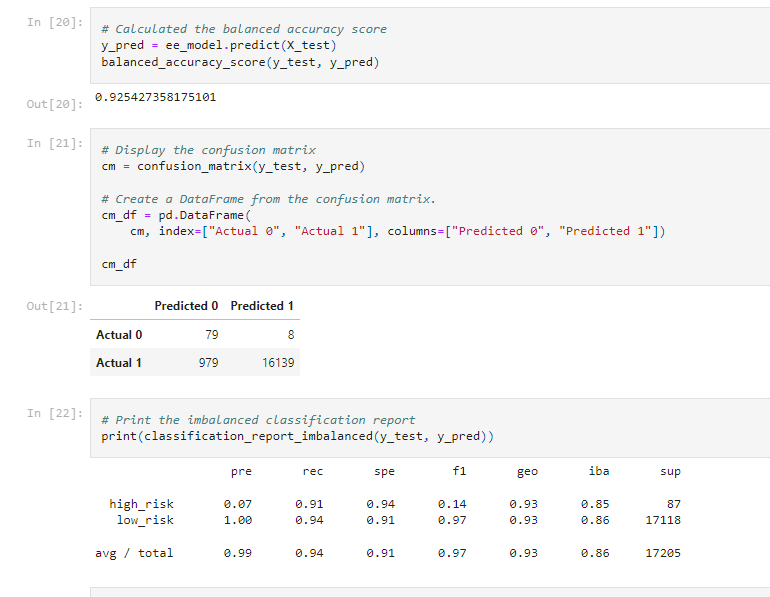 In [20]:
# Calculated the balanced accuracy score
y_pred = ee_model.predict(X_test)
balanced_accuracy_score(y_test, y_pred)
Out[20]:
0.925427358175101
In [21]:
# Display the confusion matrix
cm = confusion_matrix(y_test, y_pred)
# Create a DataFrame from the confusion matrix.
cm_df = pd.DataFrame(
cm, index=["Actual 0", "Actual 1"], columns=["Predicted 0", "Predicted 1"])
cm_df
Out[21]:
Predicted 0 Predicted 1
Actual 0 79 8
Actual 1 979 16139
In [22]:
# Print the imbalanced classification report
print(classification_report_imbalanced(y_test, y_pred))
pre rec spe f1 geo iba sup
high_risk 0.07 0.91 0.94 0.14 0.93 0.85 87
low_risk 1.00 0.94 0.91 0.97 0.93 0.86 17118
avg / total 0.99 0.94 0.91 0.97 0.93 0.86 17205